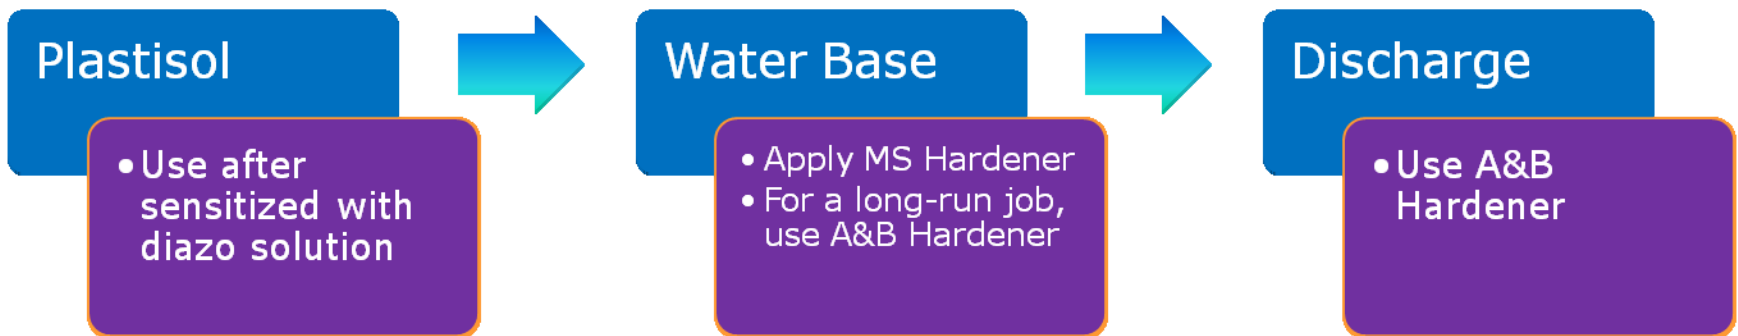 Plastisol
• Use after
sensitized with
diazo solution
Water Base
• Apply MS Hardener
• For a long-run job,
use A&B Hardener
Discharge
• Use A&B
Hardener